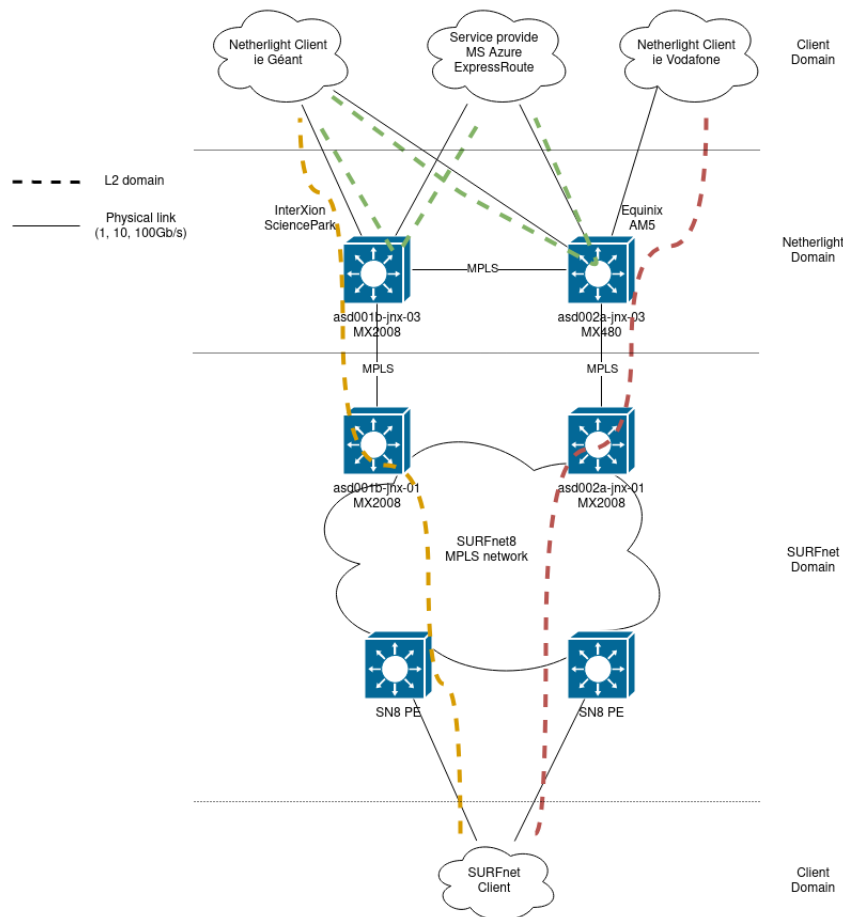 Netherlight Client
ie Géant
Service provide
MS Azure
ExpressRoute
Netherlight Client
ie Vodafone
Client
Domain
L2 domain
Physical link
(1, 10, 100Gb/s)
InterXion
SciencePark
Equinix
AM5
Netherlight
Domain
MPLS
asd001b-jnx-03
MX2008
asd002a-jnx-03
MX480
MPLS
MPLS
asd001b-jnx-01
MX2008
asd002a-jnx-01
MX2008
SURFnet8
MPLS network
SURFnet
Domain
SN8 PE
SN8 PE
SURFnet
Client
Client
Domain